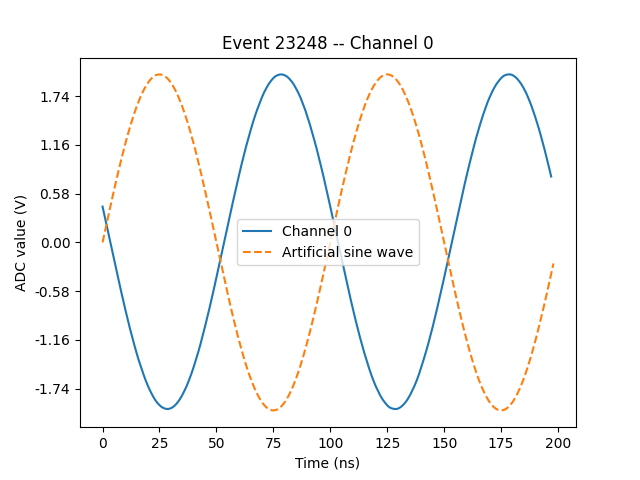 Event 23248 -- Channel 0
ADC value (V)
1.74
1.16
0.58
0.00
-0.58
-1.16
-1.74
Channel 0
Artificial sine wave
0 25 50 75 100 125 150 175 200
Time (ns)